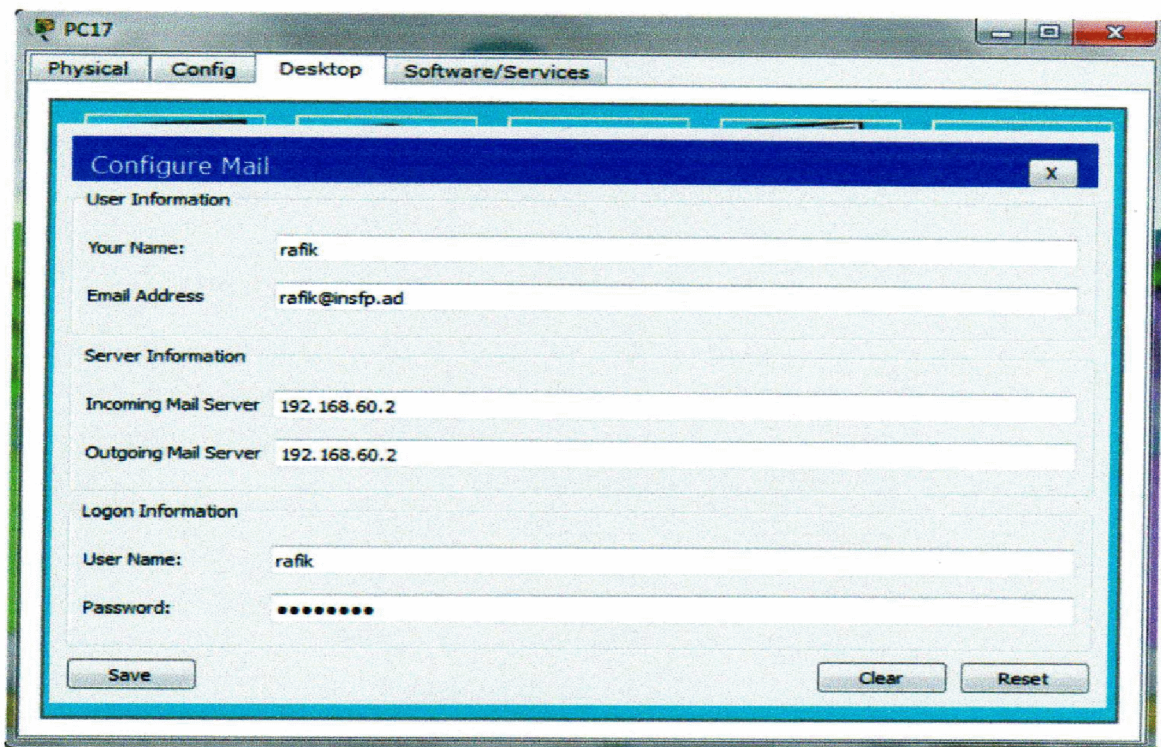 PC17
Physical Config Desktop Software/Services
Configure Mail X
User Information
Your Name: rafik
Email Address rafik@insfp.ad
Server Information
Incoming Mail Server 192.168.60.2
Outgoing Mail Server 192.168.60.2
Logon Information
User Name: rafik
Password: ●●●●●●●●
Save Clear Reset